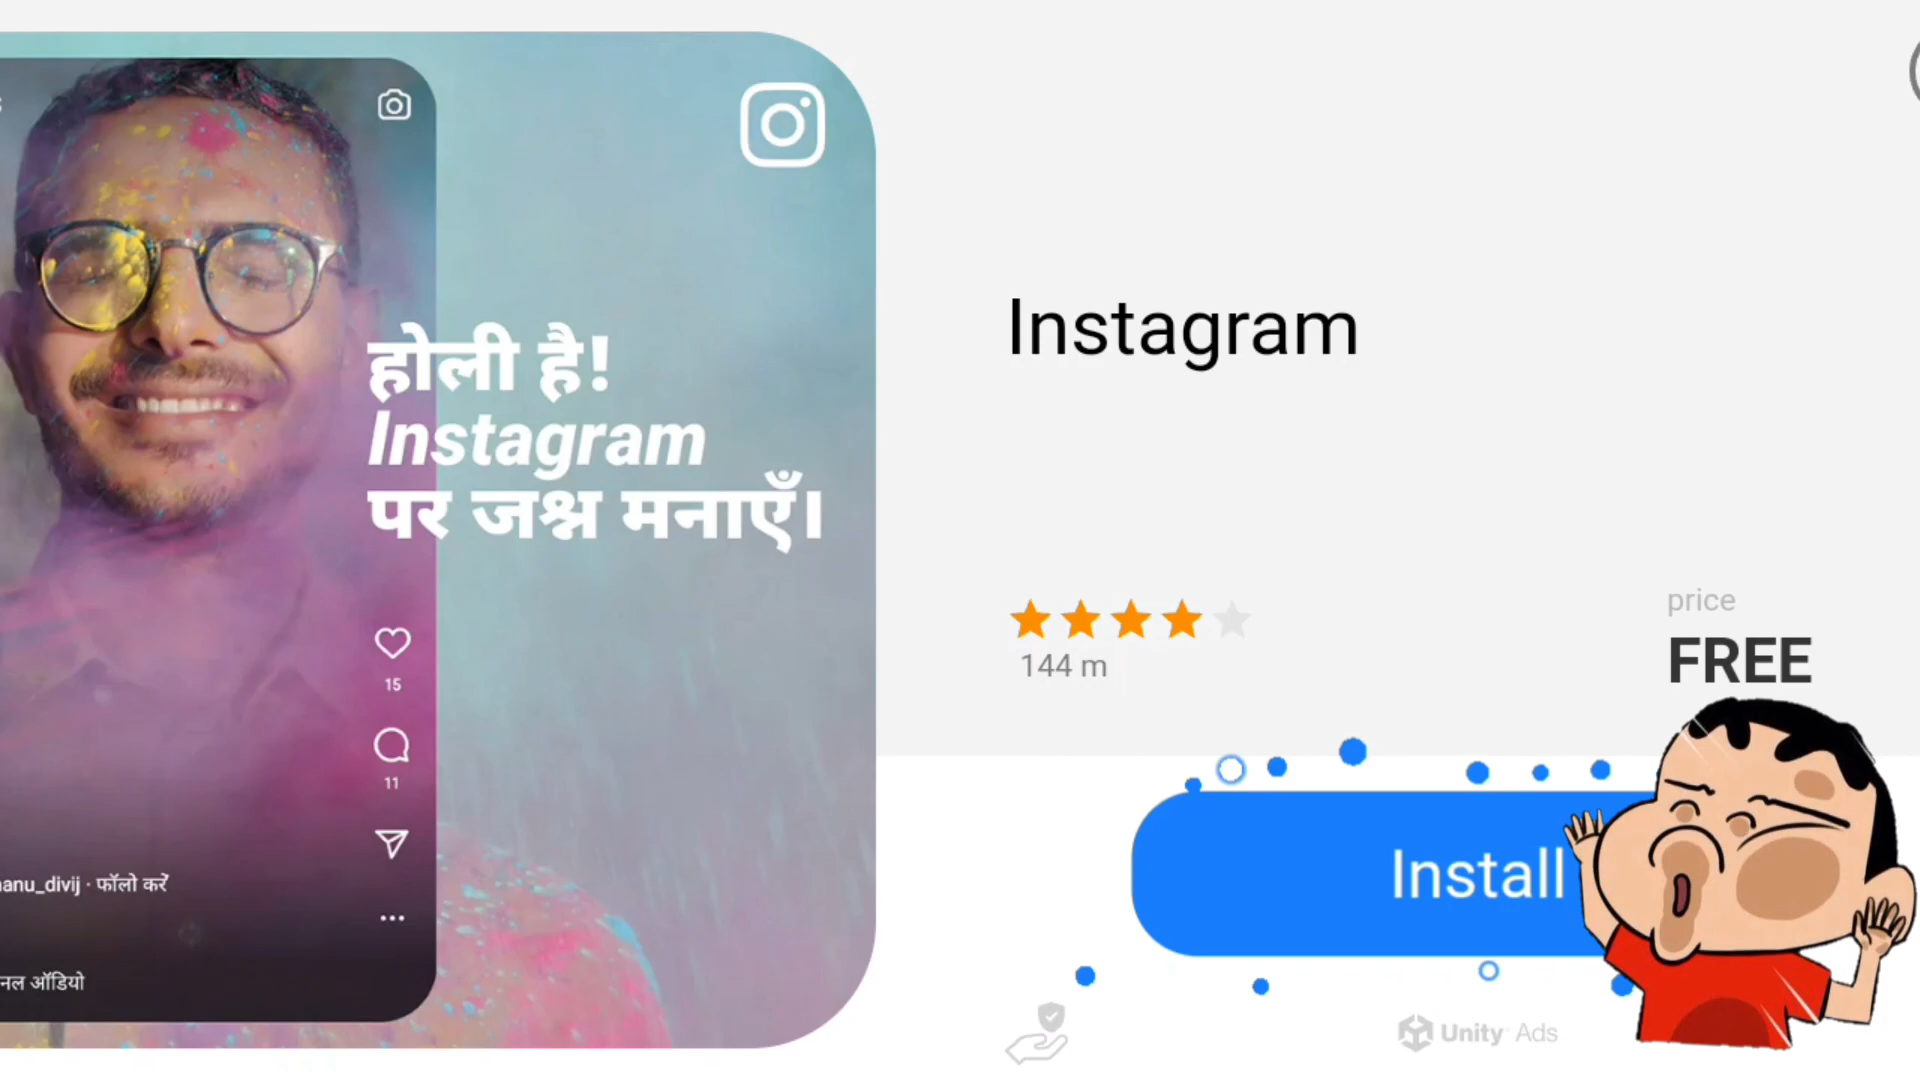 होली है!
Instagram
पर जश्न मनाएँ।
15
11
anu_divij · फॉलो करें
नल ऑडियो
Instagram
144 m
price
FREE
Install
Unity Ads